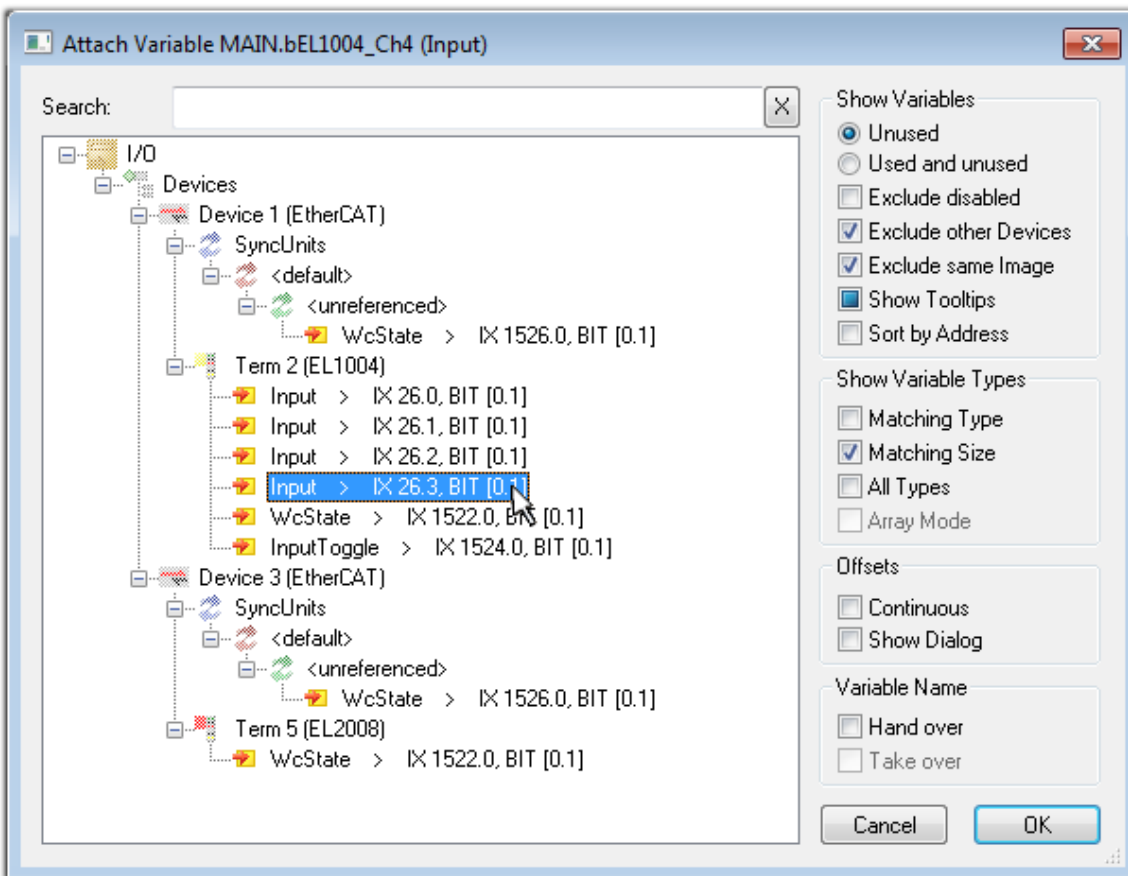 Attach Variable MAIN.bEL1004_Ch4 (Input)
Search:
X
I/O
Devices
Device 1 (EtherCAT)
SyncUnits
<default>
<unreferenced>
WcState > IX 1526.0, BIT [0.1]
Term 2 (EL1004)
Input > IX 26.0, BIT [0.1]
Input > IX 26.1, BIT [0.1]
Input > IX 26.2, BIT [0.1]
Input > IX 26.3, BIT [0.1]
WcState > IX 1522.0, BIT [0.1]
InputToggle > IX 1524.0, BIT [0.1]
Device 3 (EtherCAT)
SyncUnits
<default>
<unreferenced>
WcState > IX 1526.0, BIT [0.1]
Term 5 (EL2008)
WcState > IX 1522.0, BIT [0.1]
Show Variables
Unused
Used and unused
Exclude disabled
Exclude other Devices
Exclude same Image
Show Tooltips
Sort by Address
Show Variable Types
Matching Type
Matching Size
All Types
Array Mode
Offsets
Continuous
Show Dialog
Variable Name
Hand over
Take over
Cancel
OK